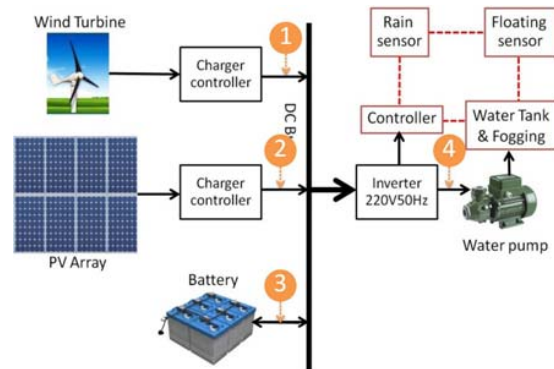 Wind Turbine
Charger
controller
1
DC B
Rain
sensor
Floating
sensor
Controller
Water Tank
& Fogging
PV Array
Charger
controller
2
Inverter
220V50Hz
4
Water pump
Battery
3